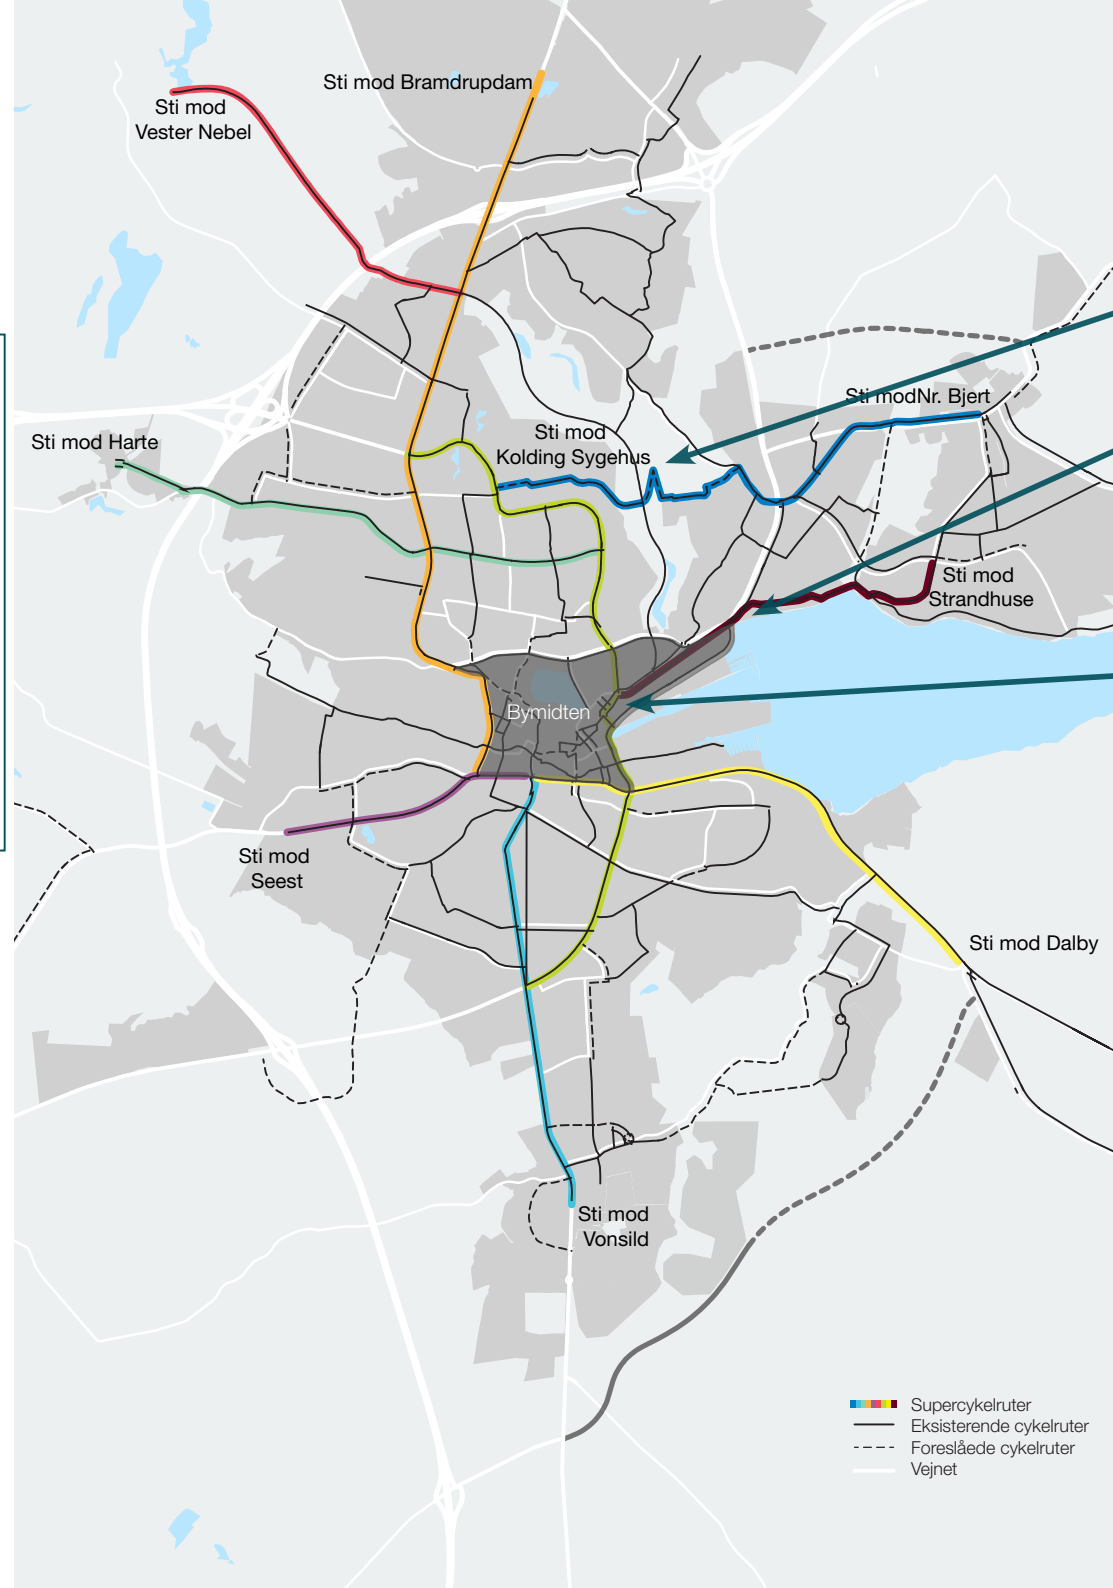 Sti mod Bramdrupdam
Sti mod
Vester Nebel
Sti modNr. Bjert
Sti mod
Kolding Sygehus
Sti mod Harte
Sti mod
Strandhuse
Bymidten
Sti mod
Seest
Sti mod Dalby
Sti mod
Vonsild
Supercykelruter
Eksisterende cykelruter
Foreslåede cykelruter
Vejnet